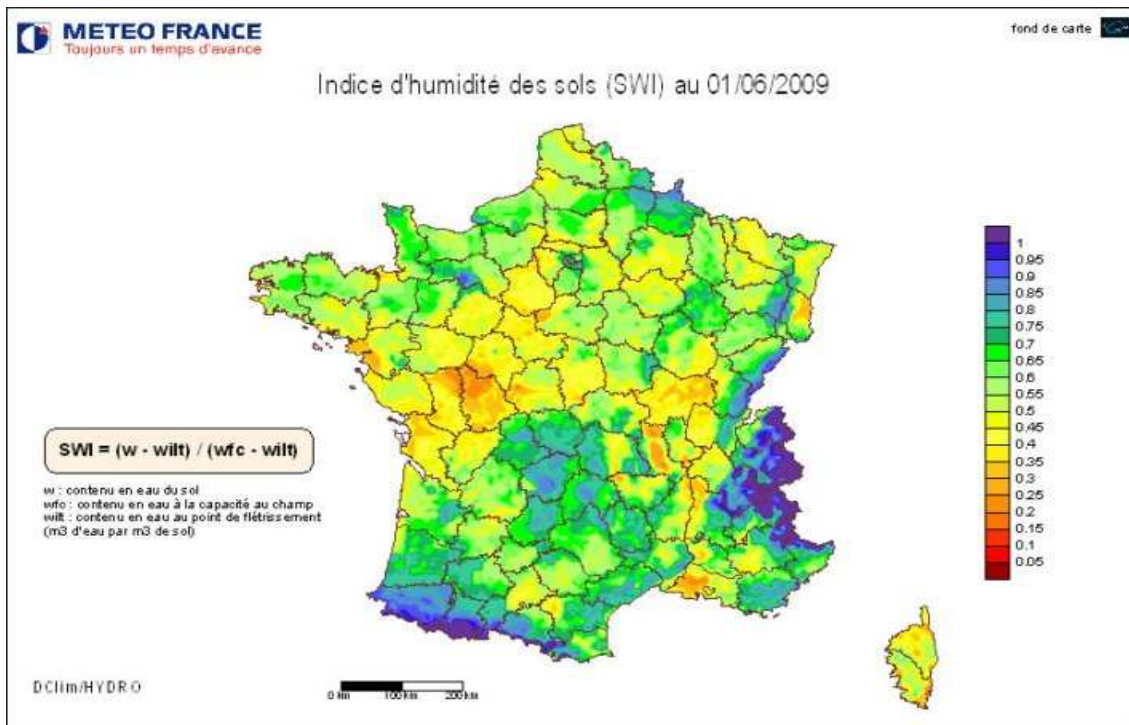 METEO FRANCE
Toujours un temps d'avance
fond de carte
Indice d'humidité des sols (SWI) au 01/06/2009
1
0.95
0.9
0.85
0.8
0.75
0.7
0.65
0.6
0.55
0.5
0.45
0.4
0.35
0.3
0.25
0.2
0.15
0.1
0.05
SWI = (w - wilt) / (wfc - wilt)
w : contenu en eau du sol
wfc : contenu en eau à la capacité au champ
wilt : contenu en eau au point de flétrissement
(m3 d'eau par m3 de sol)
DClim/HYDRO
0 km 100 km 200 km